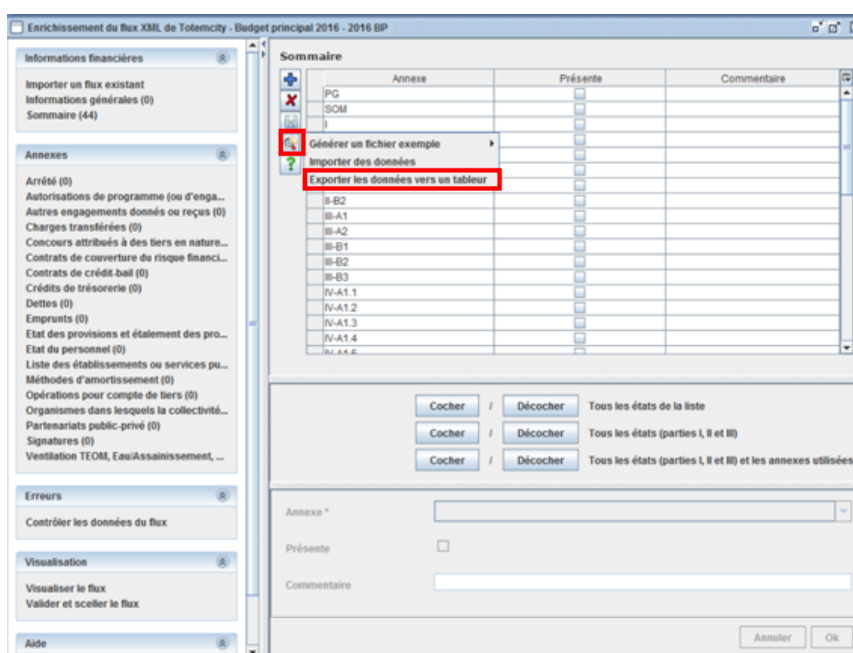 Enrichissement du flux XML de Totemcity - Budget principal 2016 - 2016 BP
Informations financières
Importer un flux existant
Informations générales (0)
Sommaire (44)
Annexes
Arrêté (0)
Autorisations de programme (ou d'enga...
Autres engagements donnés ou reçus (0)
Charges transférées (0)
Concours attribués à des tiers en nature...
Contrats de couverture du risque financi...
Contrats de crédit-bail (0)
Crédits de trésorerie (0)
Dettes (0)
Emprunts (0)
Etat des provisions et étalement des pro...
Etat du personnel (0)
Liste des établissements ou services pu...
Méthodes d'amortissement (0)
Opérations pour compte de tiers (0)
Organismes dans lesquels la collectivité...
Partenariats public-privé (0)
Signatures (0)
Ventilation TEOM, Eau/Assainissement, ...
Erreurs
Contrôler les données du flux
Visualisation
Visualiser le flux
Valider et sceller le flux
Aide
Sommaire
Annexe Présente Commentaire
PG
SOM
I
Générer un fichier exemple
Importer des données
Exporter les données vers un tableur
II-B2
III-A1
III-A2
III-B1
III-B2
III-B3
IV-A1.1
IV-A1.2
IV-A1.3
IV-A1.4
IV-A1.5
Cocher / Décocher Tous les états de la liste
Cocher / Décocher Tous les états (parties I, II et III)
Cocher / Décocher Tous les états (parties I, II et III) et les annexes utilisées
Annexe *
Présente
Commentaire
Annuler Ok